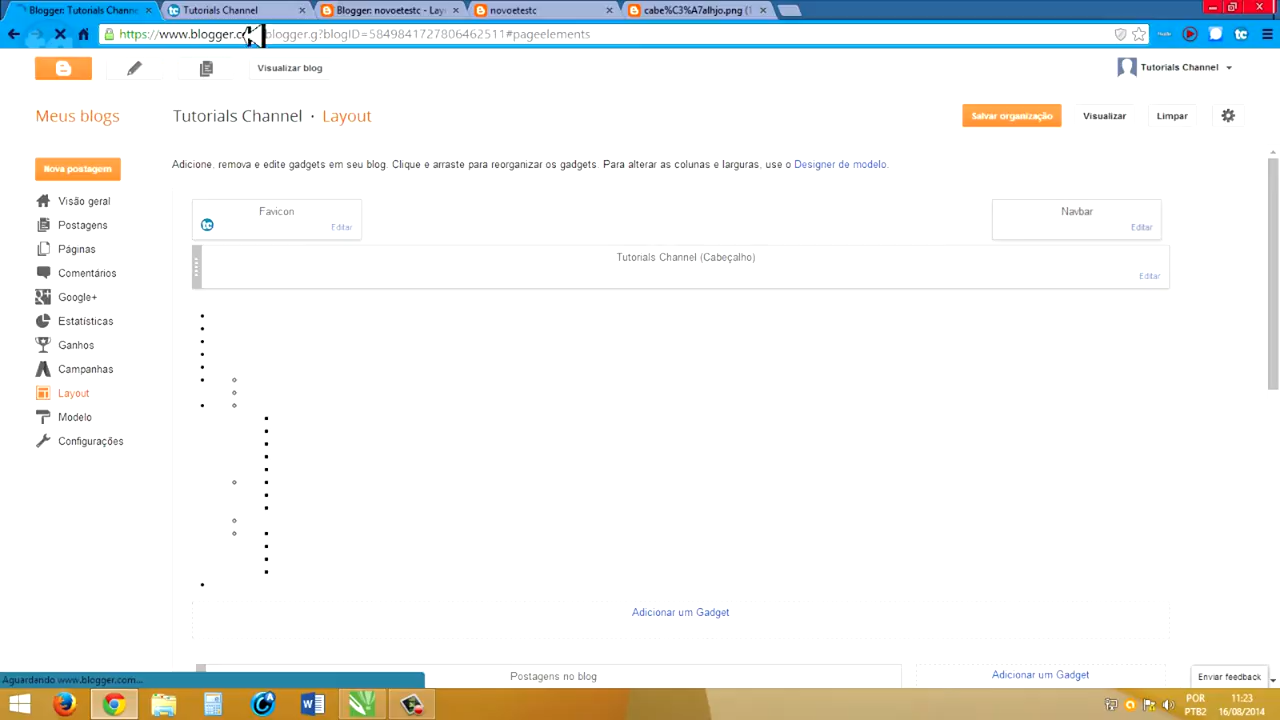 Blogger: Tutorials Channe
Tutorials Channel
Blogger: novoetestc - Lay
novoetestc
cabe%C3%A7alhjo.png (1
https://www.blogger.c
blogger.g?blogID=5849841727806462511#pageelements
Visualizar blog
Tutorials Channel
Meus blogs
Tutorials Channel · Layout
Salvar organização
Visualizar
Limpar
Adicione, remova e edite gadgets em seu blog. Clique e arraste para reorganizar os gadgets. Para alterar as colunas e larguras, use o Designer de modelo.
Nova postagem
Visão geral
Postagens
Páginas
Comentários
Google+
Estatísticas
Ganhos
Campanhas
Layout
Modelo
Configurações
Favicon
tc
Editar
Navbar
Editar
Tutorials Channel (Cabeçalho)
Editar
Adicionar um Gadget
Postagens no blog
Adicionar um Gadget
Enviar feedback
Aguardendo www.blogger.com...
POR
PTB2
11:23
16/08/2014